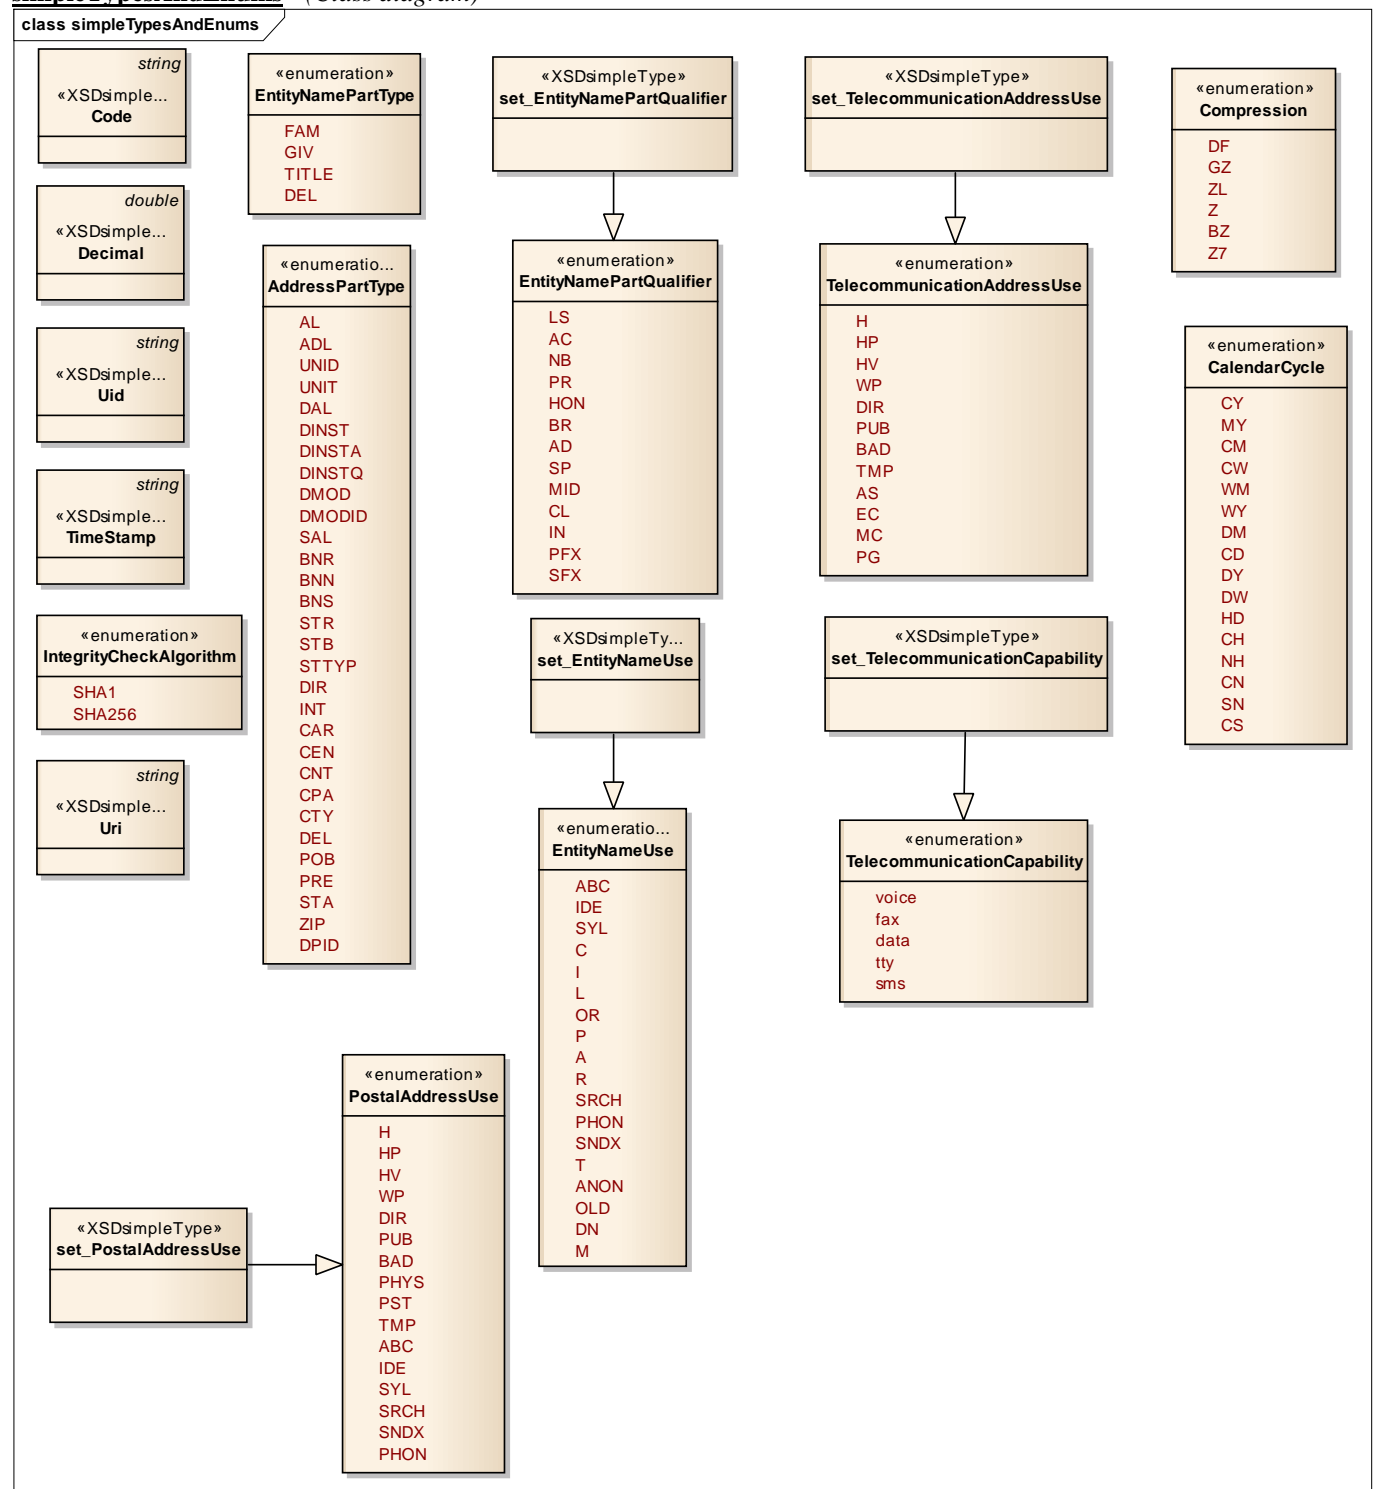 simpleTypesAndEnums (Class diagram)
class simpleTypesAndEnums
string
«XSDsimple...
Code
double
«XSDsimple...
Decimal
string
«XSDsimple...
Uid
string
«XSDsimple...
TimeStamp
«enumeration»
IntegrityCheckAlgorithm
SHA1
SHA256
string
«XSDsimple...
Uri
«enumeration»
EntityNamePartType
FAM
GIV
TITLE
DEL
«enumeratio...
AddressPartType
AL
ADL
UNID
UNIT
DAL
DINST
DINSTA
DINSTQ
DMOD
DMODID
SAL
BNR
BNN
BNS
STR
STB
STTYP
DIR
INT
CAR
CEN
CNT
CPA
CTY
DEL
POB
PRE
STA
ZIP
DPID
«XSDsimpleType»
set_EntityNamePartQualifier
«enumeration»
EntityNamePartQualifier
LS
AC
NB
PR
HON
BR
AD
SP
MID
CL
IN
PFX
SFX
«XSDsimpleTy...
set_EntityNameUse
«enumeratio...
EntityNameUse
ABC
IDE
SYL
C
I
L
OR
P
A
R
SRCH
PHON
SNDX
T
ANON
OLD
DN
M
«XSDsimpleType»
set_TelecommunicationAddressUse
«enumeration»
TelecommunicationAddressUse
H
HP
HV
WP
DIR
PUB
BAD
TMP
AS
EC
MC
PG
«XSDsimpleType»
set_TelecommunicationCapability
«enumeration»
TelecommunicationCapability
voice
fax
data
tty
sms
«enumeration»
Compression
DF
GZ
ZL
Z
BZ
Z7
«enumeration»
CalendarCycle
CY
MY
CM
CW
WM
WY
DM
CD
DY
DW
HD
CH
NH
CN
SN
CS
«XSDsimpleType»
set_PostalAddressUse
«enumeration»
PostalAddressUse
H
HP
HV
WP
DIR
PUB
BAD
PHYS
PST
TMP
ABC
IDE
SYL
SRCH
SNDX
PHON